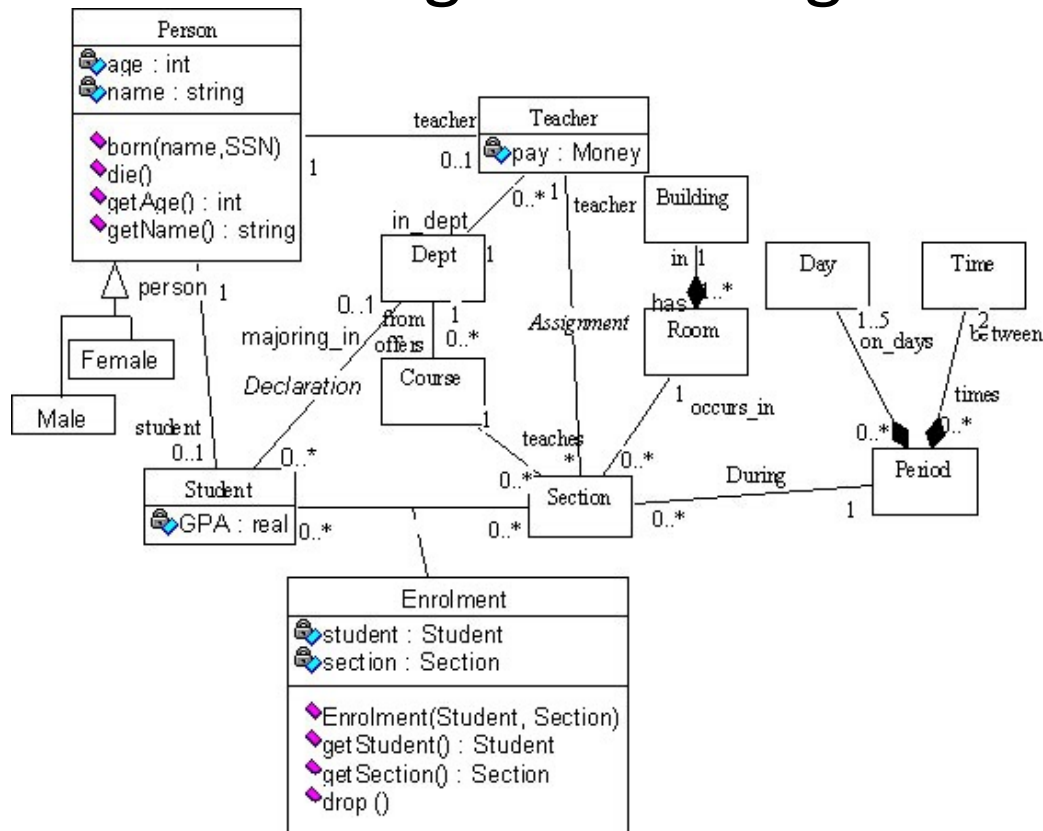 Person
age : int
name : string
born(name,SSN)
die()
getAge() : int
getName() : string
teacher
1
0..1
Teacher
pay : Money
0..*
1
teacher
in_dept
Dept
1
Building
in 1
has
1..*
Room
Day
Time
1..5
on_days
2
between
times
0..*
0..*
Period
person 1
Female
Male
0..1
majoring_in
Declaration
from
1
offers
0..*
Course
1
Assignment
1
occurs_in
student
0..1
0..*
teaches
*
0..*
0..*
Student
GPA : real
0..*
0..*
Section
0..*
During
1
Enrolment
student : Student
section : Section
Enrolment(Student, Section)
getStudent() : Student
getSection() : Section
drop ()